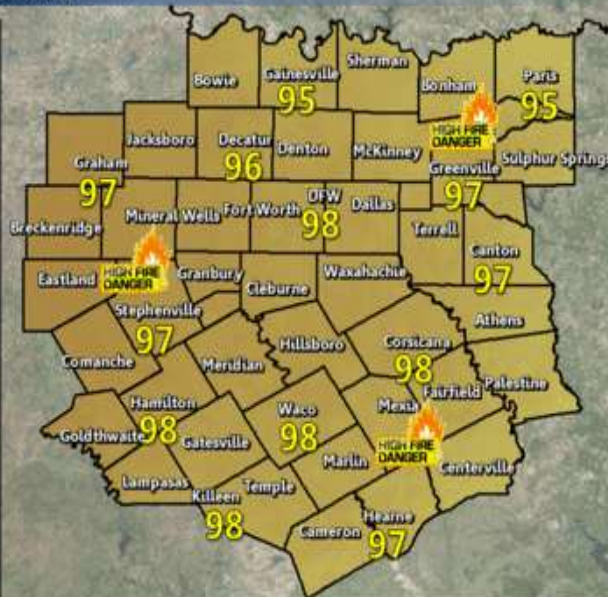 Sherman
Bowie
Gainesville
95
Bonham
Paris
95
HIGH FIRE
DANGER
Jacksboro
Decatur
96
Denton
McKinney
Graham
97
Greenville
97
Sulphur Springs
Breckenridge
Mineral Wells
Fort Worth
DFW
98
Dallas
Terrell
Canton
97
Eastland
HIGH FIRE
DANGER
Granbury
Cleburne
Waxahachie
Stephenville
97
Athens
Comanche
Meridian
Hillsboro
Corsicana
98
Palestine
Hamilton
98
Waco
98
Mexia
Fairfield
Goldthwaite
Gatesville
HIGH FIRE
DANGER
Marlin
Centerville
Lampasas
Killeen
98
Temple
Cameron
Hearne
97